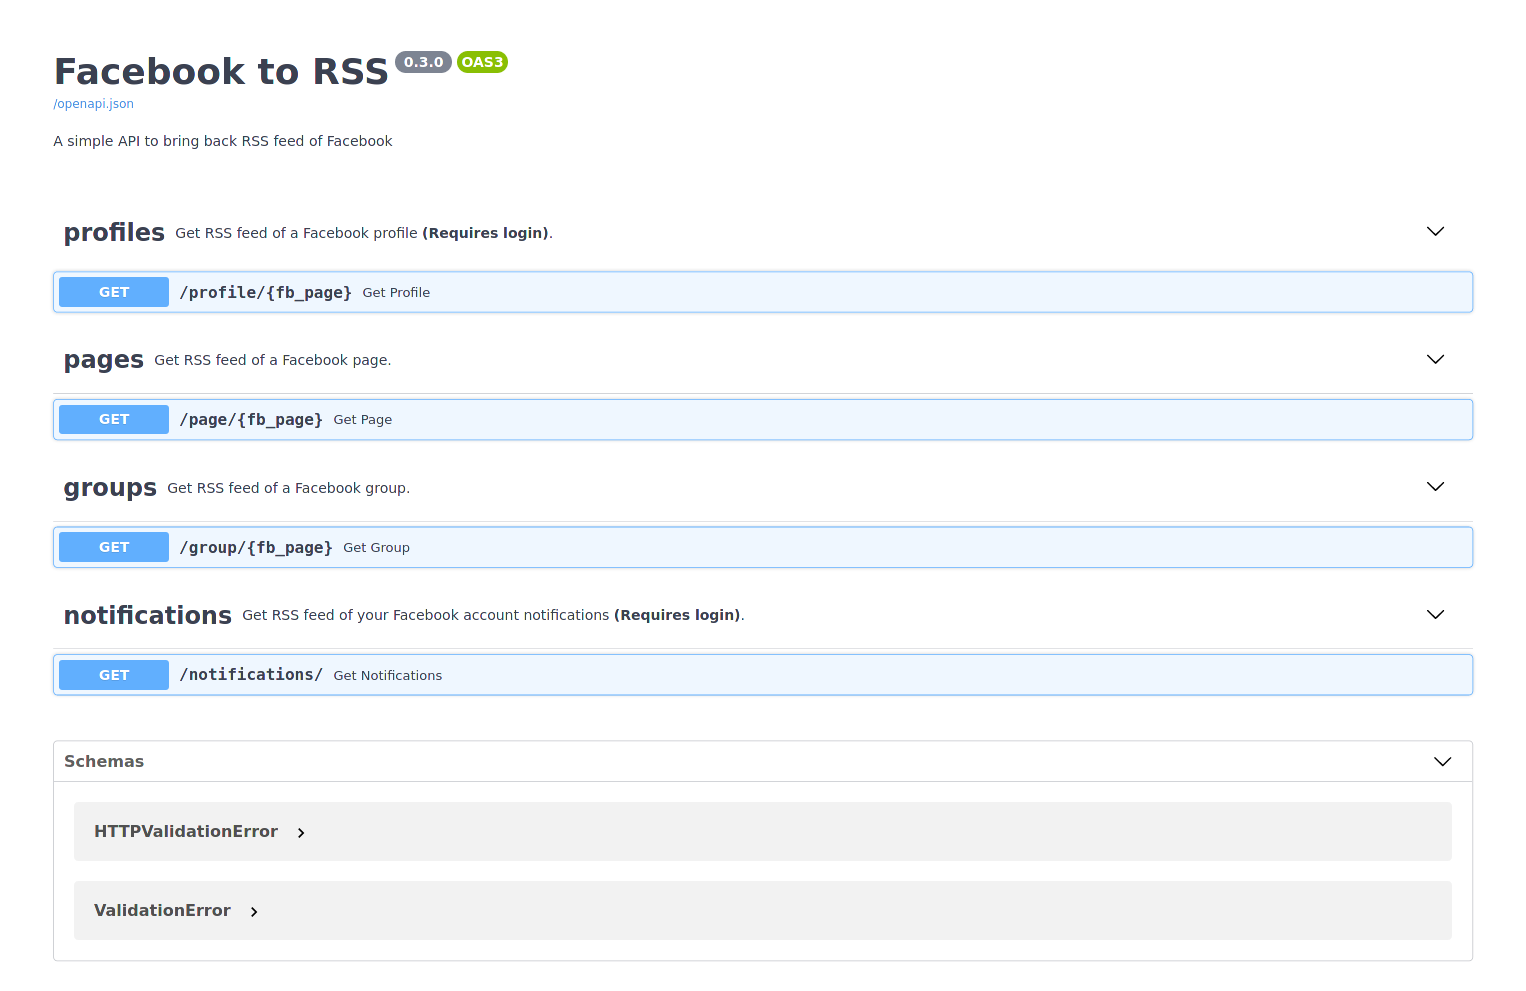 Facebook to RSS 0.3.0 OAS3
/openapi.json
A simple API to bring back RSS feed of Facebook
profiles Get RSS feed of a Facebook profile (Requires login).
GET /profile/{fb_page} Get Profile
pages Get RSS feed of a Facebook page.
GET /page/{fb_page} Get Page
groups Get RSS feed of a Facebook group.
GET /group/{fb_page} Get Group
notifications Get RSS feed of your Facebook account notifications (Requires login).
GET /notifications/ Get Notifications
Schemas
HTTPValidationError
ValidationError